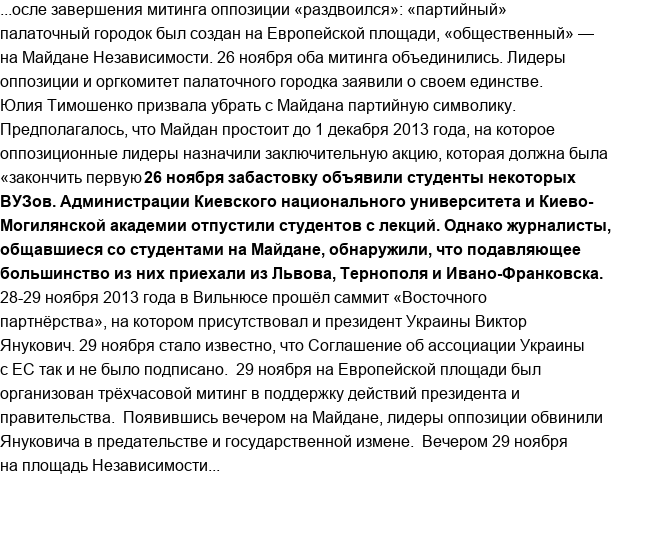 ...осле завершения митинга оппозиции «раздвоился»: «партийный»
палаточный городок был создан на Европейской площади, «общественный» —
на Майдане Независимости. 26 ноября оба митинга объединились. Лидеры
оппозиции и оргкомитет палаточного городка заявили о своем единстве.
Юлия Тимошенко призвала убрать с Майдана партийную символику.
Предполагалось, что Майдан простоит до 1 декабря 2013 года, на которое
оппозиционные лидеры назначили заключительную акцию, которая должна была
«закончить первую 26 ноября забастовку объявили студенты некоторых
ВУЗов. Администрации Киевского национального университета и Киево-
Могилянской академии отпустили студентов с лекций. Однако журналисты,
общавшиеся со студентами на Майдане, обнаружили, что подавляющее
большинство из них приехали из Львова, Тернополя и Ивано-Франковска.
28-29 ноября 2013 года в Вильнюсе прошёл саммит «Восточного
партнёрства», на котором присутствовал и президент Украины Виктор
Янукович. 29 ноября стало известно, что Соглашение об ассоциации Украины
с ЕС так и не было подписано.  29 ноября на Европейской площади был
организован трёхчасовой митинг в поддержку действий президента и
правительства.  Появившись вечером на Майдане, лидеры оппозиции обвинили
Януковича в предательстве и государственной измене.  Вечером 29 ноября
на площадь Независимости...